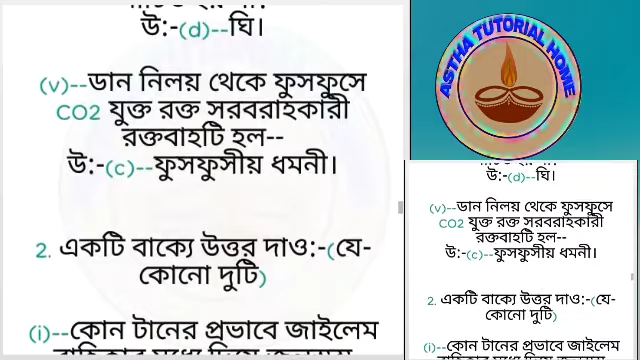 উ:-(d)--ঘি।
(v)--ডান নিলয় থেকে ফুসফুসে
CO2 যুক্ত রক্ত সরবরাহকারী
রক্তবাহটি হল--
উ:-(c)--ফুসফুসীয় ধমনী।
2. একটি বাক্যে উত্তর দাও:-(যে-
কোনো দুটি)
(i)--কোন টানের প্রভাবে জাইলেম
ASTHA TUTORIAL HOME
উ:-(d)--ঘি।
(v)--ডান নিলয় থেকে ফুসফুসে
CO2 যুক্ত রক্ত সরবরাহকারী
রক্তবাহটি হল--
উ:-(c)--ফুসফুসীয় ধমনী।
2. একটি বাক্যে উত্তর দাও:-(যে-
কোনো দুটি)
(i)--কোন টানের প্রভাবে জাইলেম